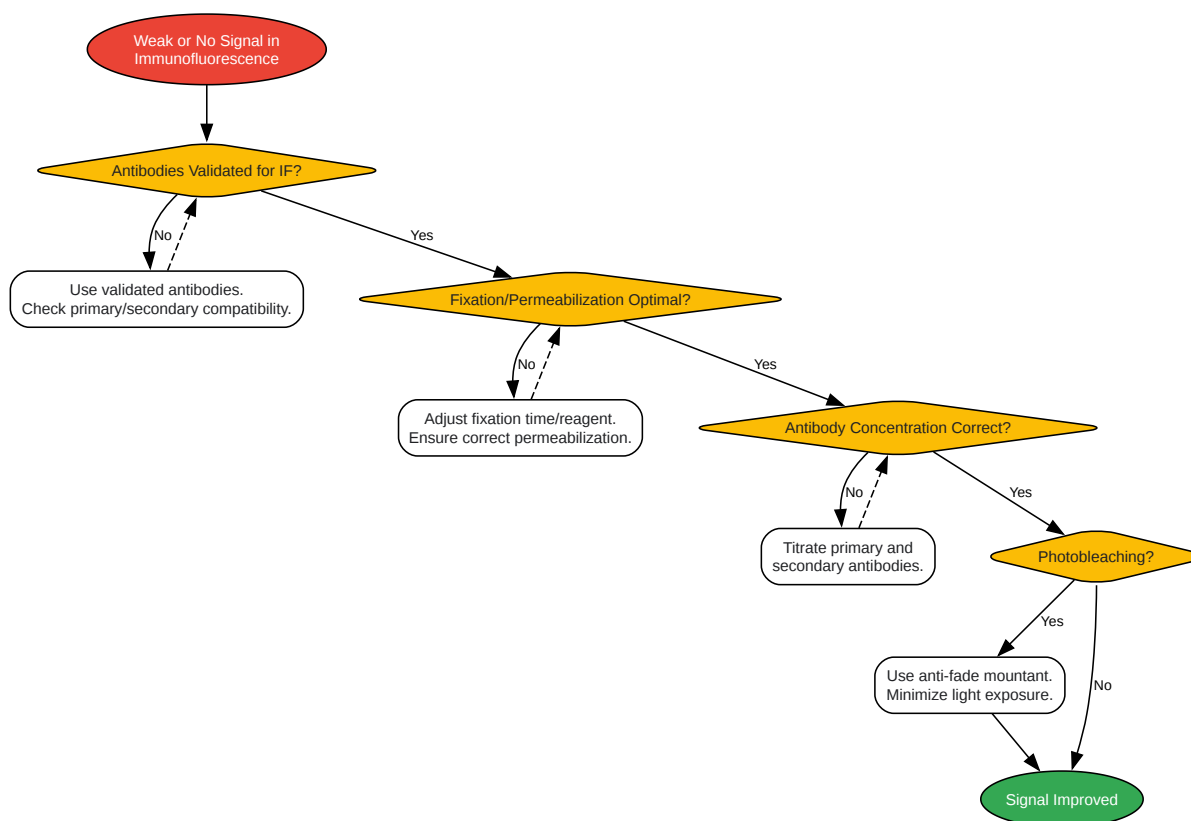 Weak or No Signal in
Immunofluorescence
Antibodies Validated for IF?
No
Yes
Use validated antibodies.
Check primary/secondary compatibility.
Fixation/Permeabilization Optimal?
No
Yes
Adjust fixation time/reagent.
Ensure correct permeabilization.
Antibody Concentration Correct?
No
Yes
Titrate primary and
secondary antibodies.
Photobleaching?
Yes
Use anti-fade mountant.
Minimize light exposure.
No
Signal Improved